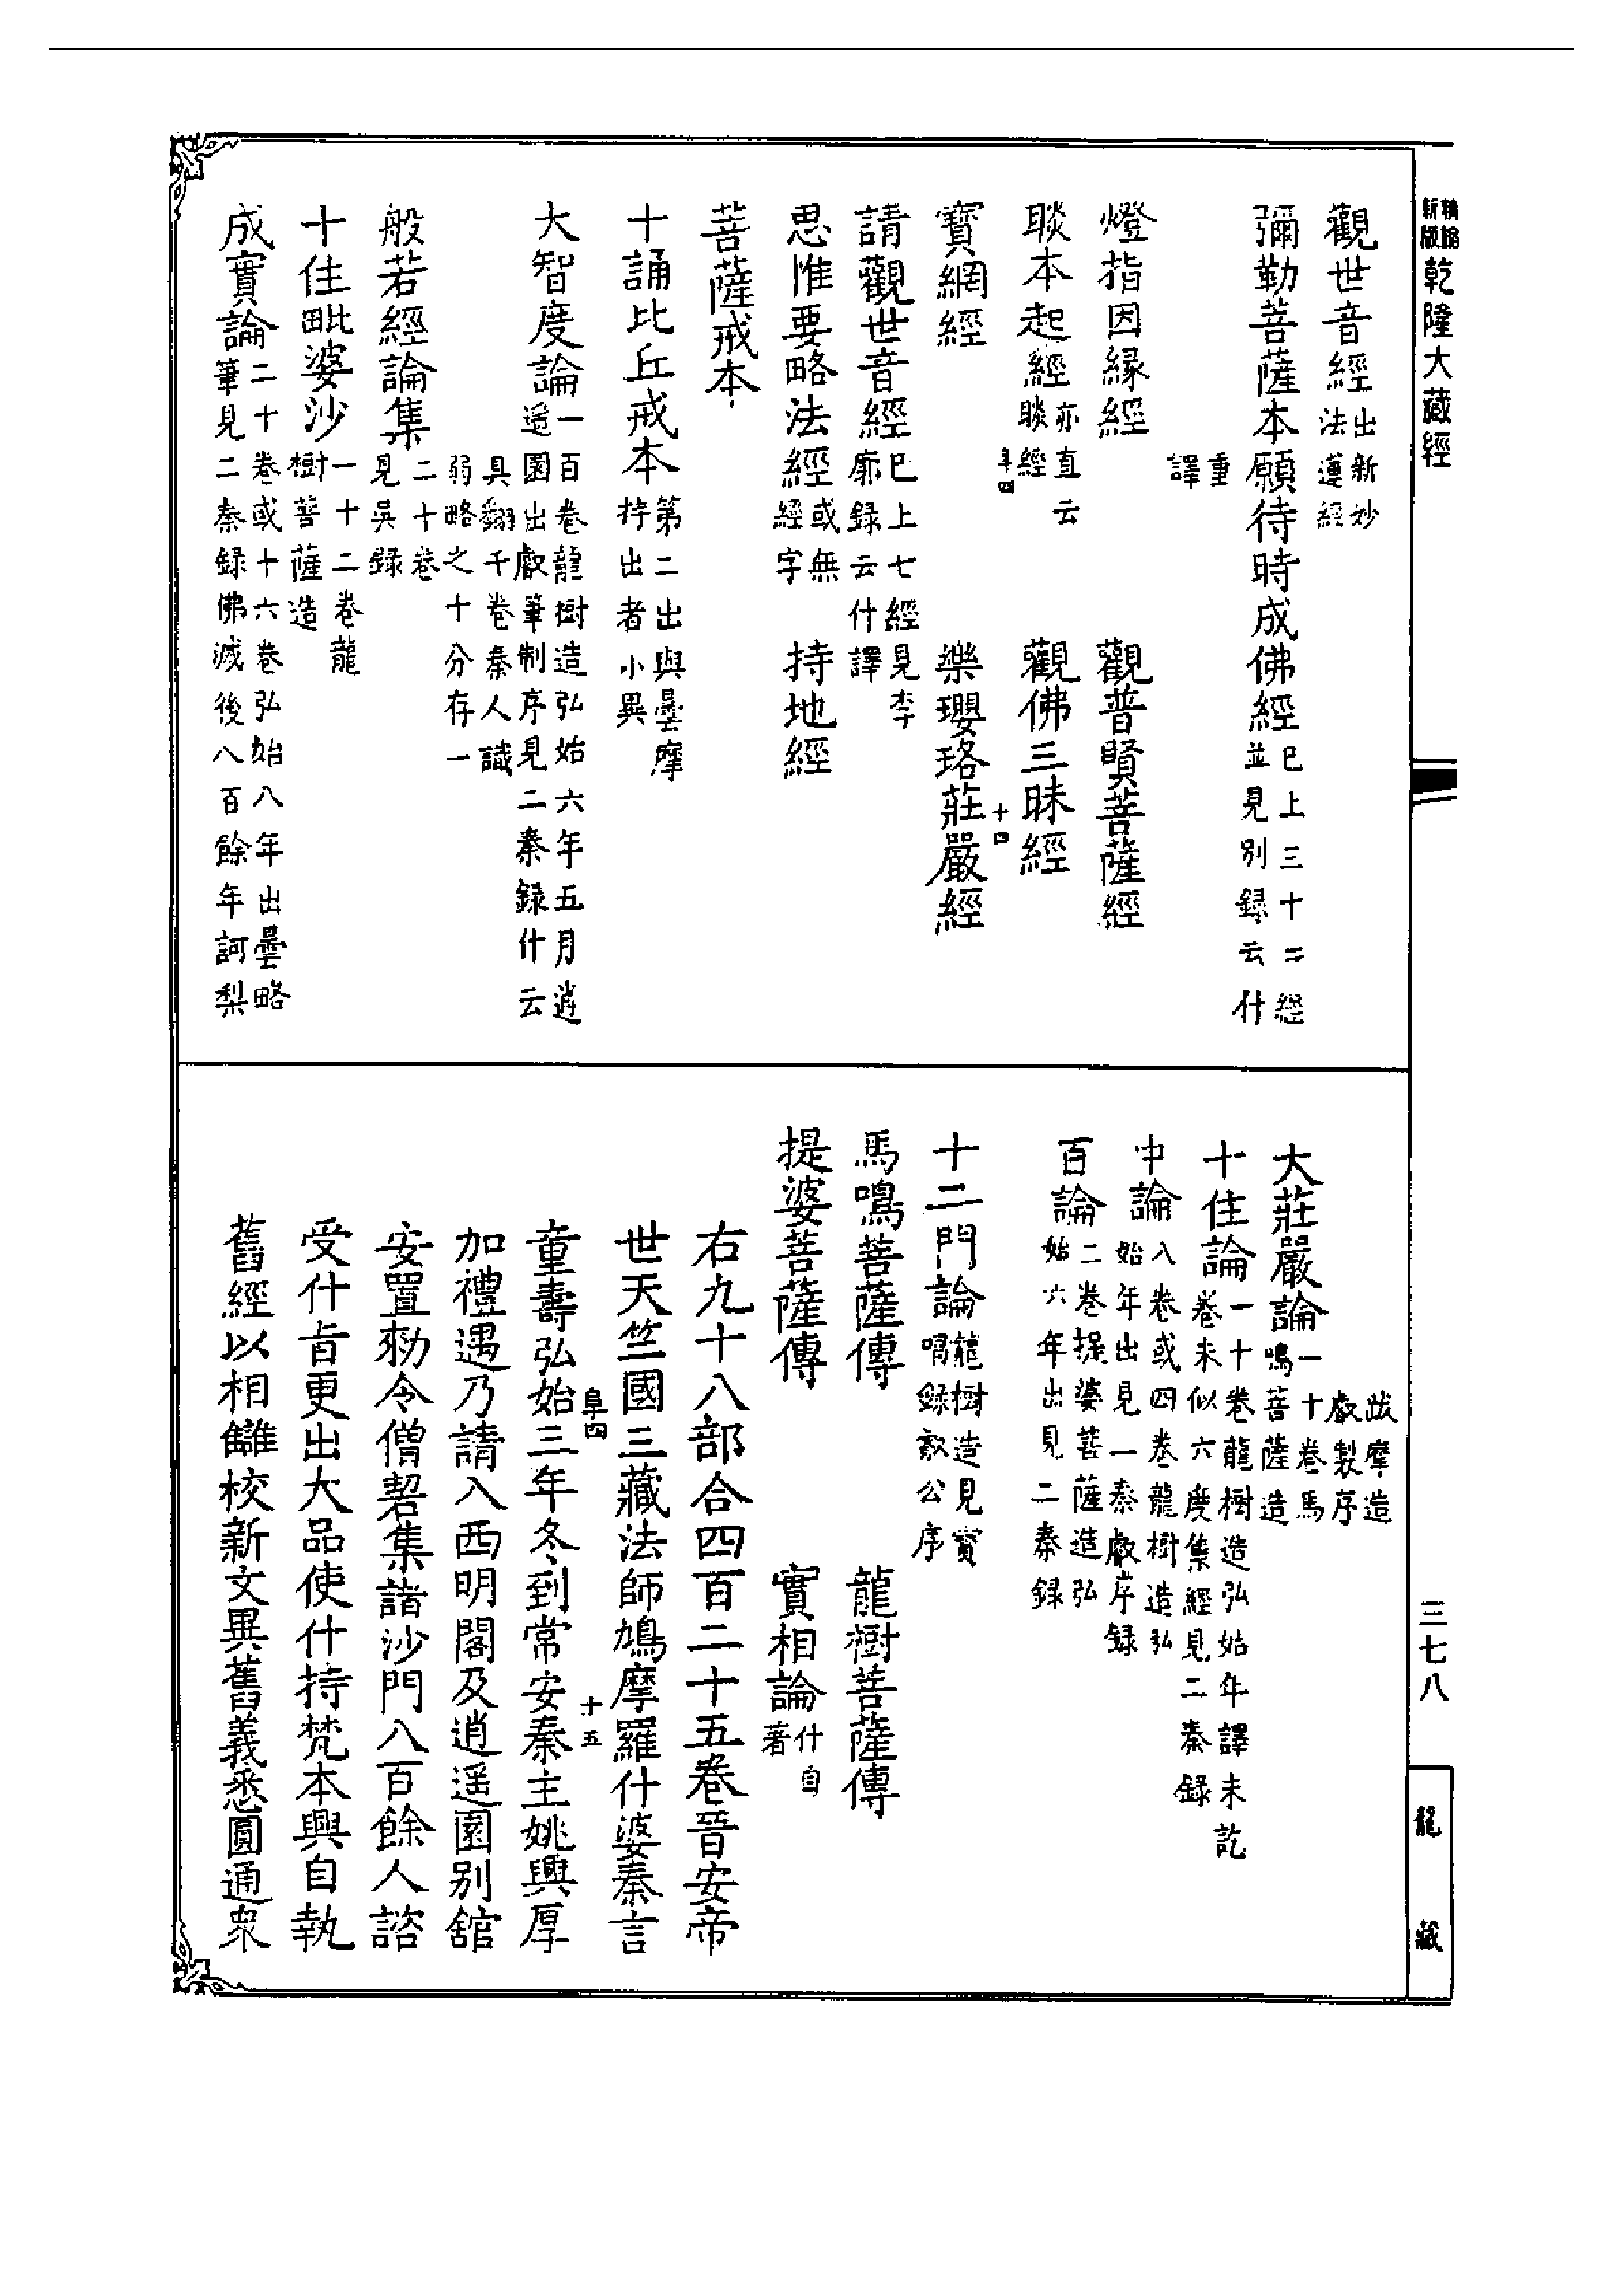 新版
乾隆大藏經
觀世音經出新妙法蓮經
彌勒菩薩本願待時成佛經已上三十二經並見別錄云什
重譯
燈指因緣經　觀普賢菩薩經
睒本起經亦直云睒經　觀佛三昧經
阜四
十四
寶網經　樂瓔珞莊嚴經
請觀世音經已上七經見李廓錄云什譯
思惟要略法經或無經字　持地經
菩薩戒本
十誦比丘戒本第二出與曇摩持出者小異
大智度論一百卷龍樹造弘始六年五月逍遥園出叡筆制序見二秦錄什云
具翻千卷秦人識弱略之十分存一
般若經論集二十卷見吳錄
十住毗婆沙一十二卷龍樹菩薩造
成實論二十卷或十六卷弘始八年出曇略筆見二秦錄佛滅後八百餘年訶梨
跋摩造叡製序
大莊嚴論一十卷馬鳴菩薩造
十住論一十卷龍樹造弘始年譯未訖卷未似六度集經見二秦錄
中論八卷或四卷龍樹造弘始年出見二秦叡序錄
百論二卷提婆菩薩造弘始六年出見二秦錄
十二門論龍樹造見寶唱錄叡公序
馬鳴菩薩傳　龍樹菩薩傳
提婆菩薩傳　實相論什自著
右九十八部合四百二十五卷晉安帝
世天竺國三藏法師鳩摩羅什婆秦言
阜四
十五
童壽弘始三年冬到常安秦主姚興厚
加禮遇乃請入西明閣及逍遥園別舘
安置勑令僧䂮集諸沙門八百餘人諮
受什旨更出大品使什持梵本興自執
舊經以相讎校新文異舊義悉圓通衆
三七八
龍藏